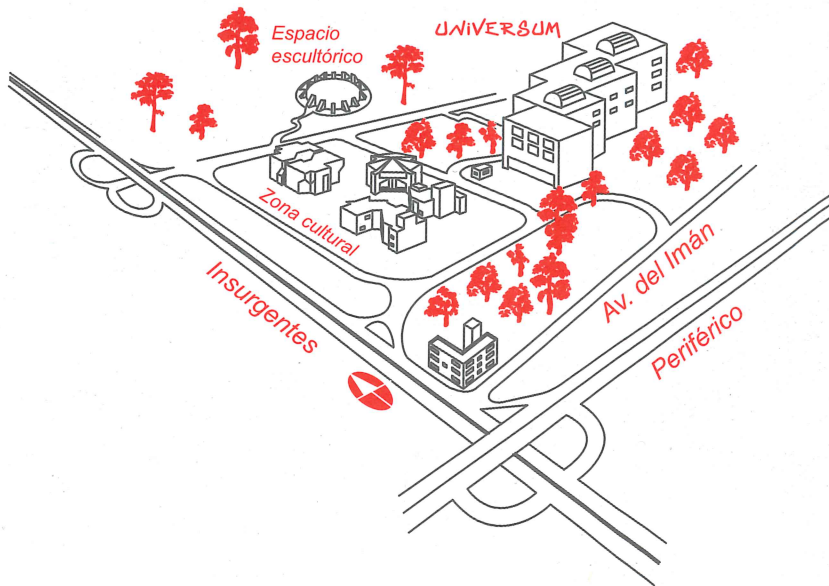 UNiVERSUM
Espacio
escultórico
Zona cultural
Insurgentes
Av. del Imán
Periférico